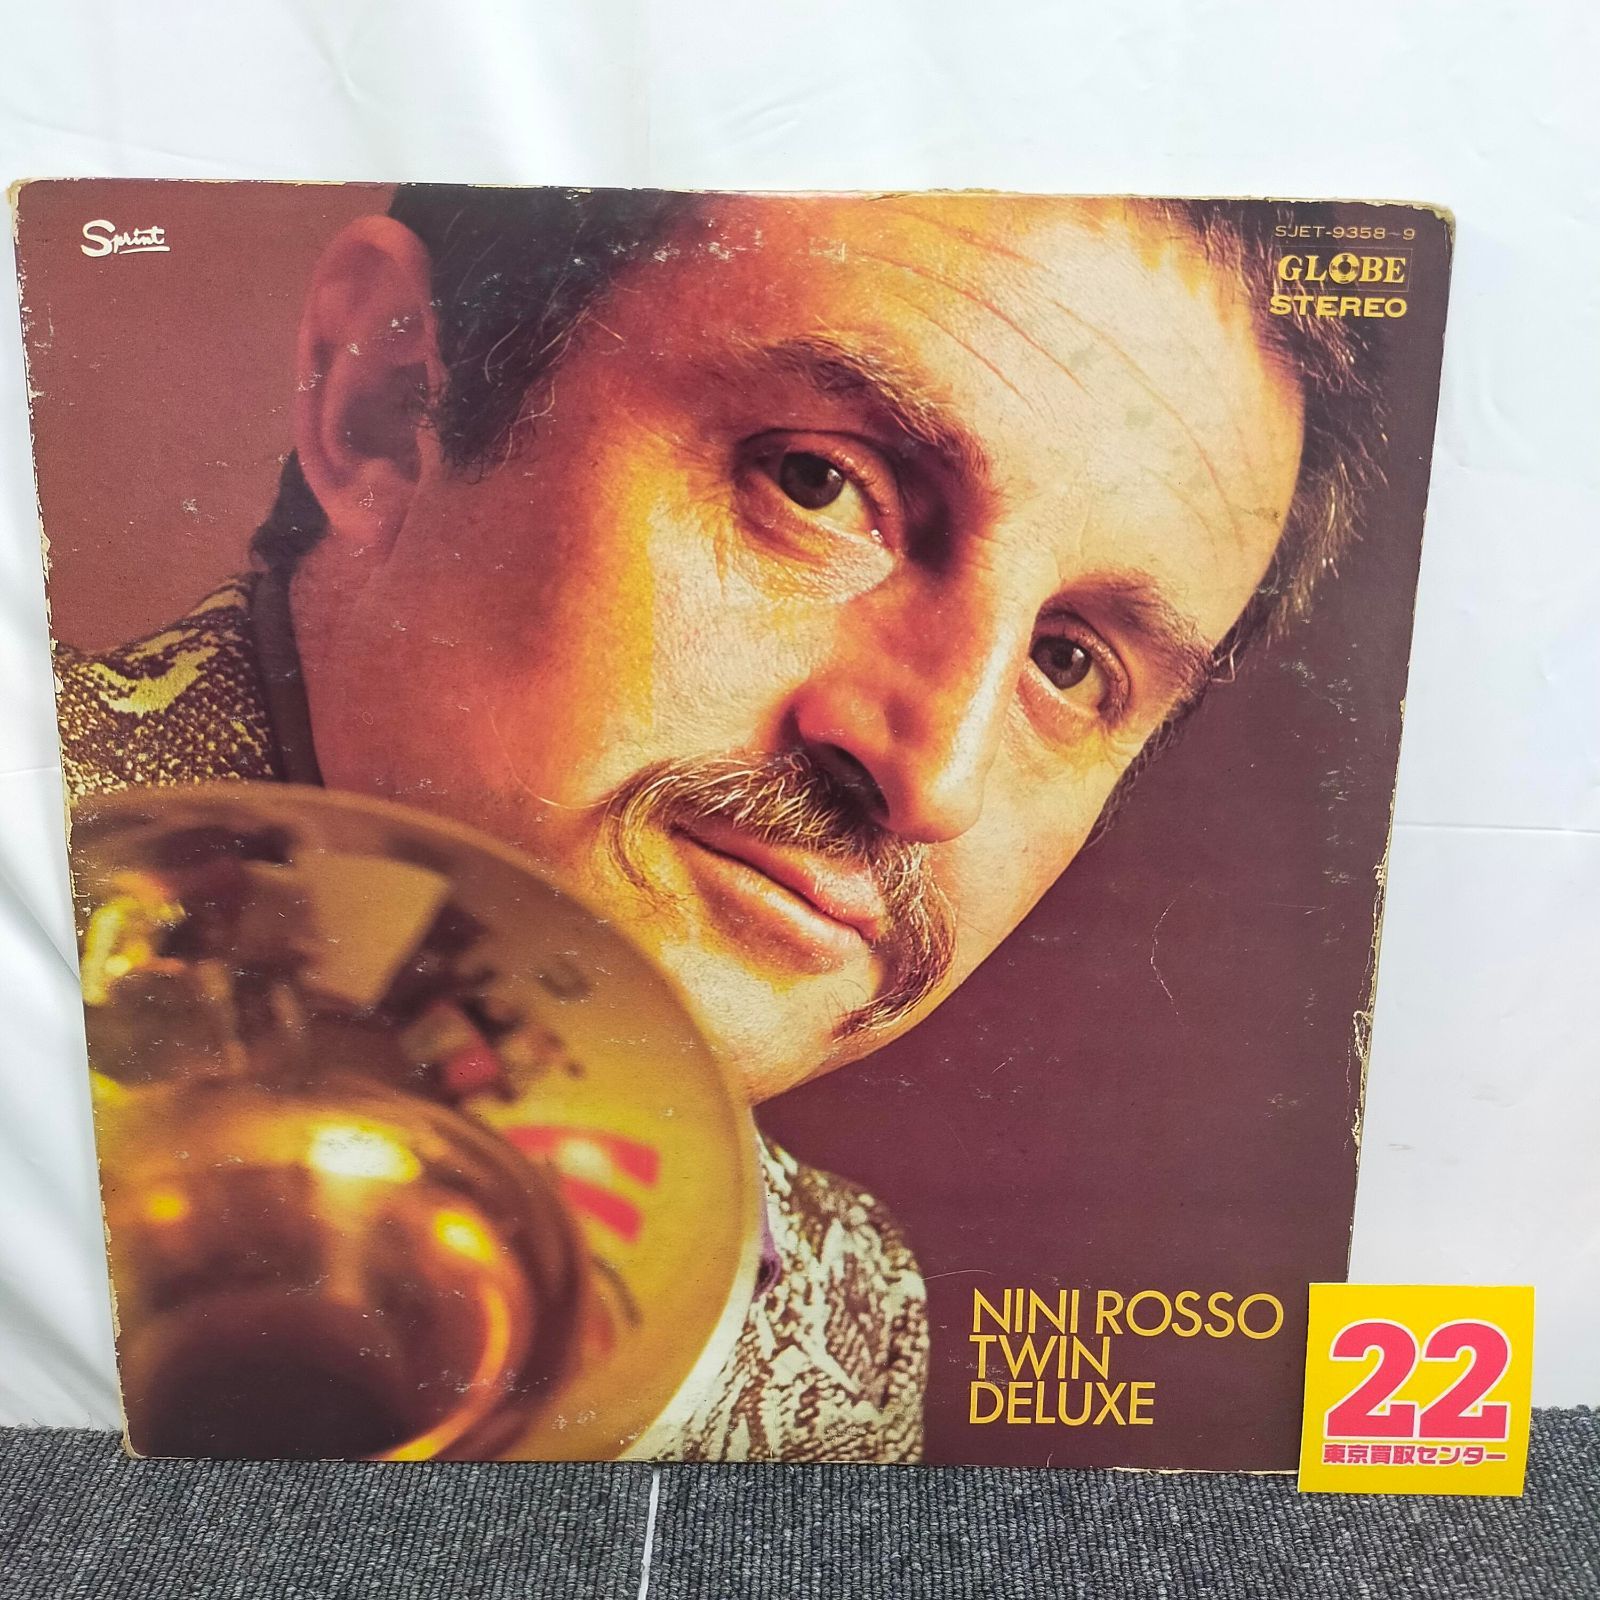 Sprint
SJET-9358~9
GLOBE
STEREO
NINI ROSSO
TWIN
DELUXE
22
東京買取センター